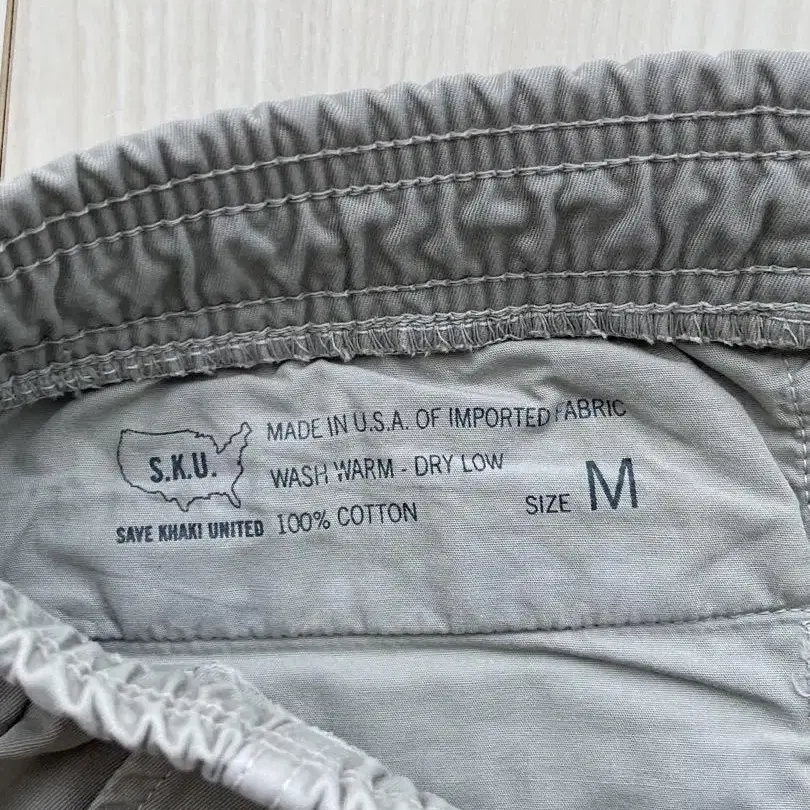 MADE IN U.S.A. OF IMPORTED FABRIC
S.K.U.
WASH WARM - DRY LOW
SIZE M
SAVE KHAKI UNITED
100% COTTON